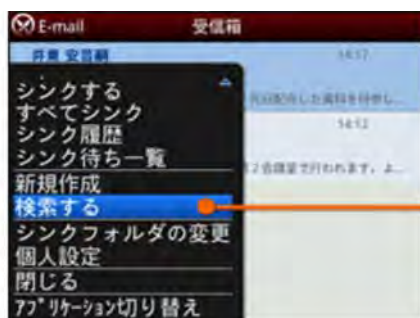 E-mail 受信箱
14:17
シンクする
すべてシンク
シンク履歴
14:12
シンク待ち一覧
新規作成
検索する
シンクフォルダの変更
個人設定
閉じる
アプリケーション切り替え